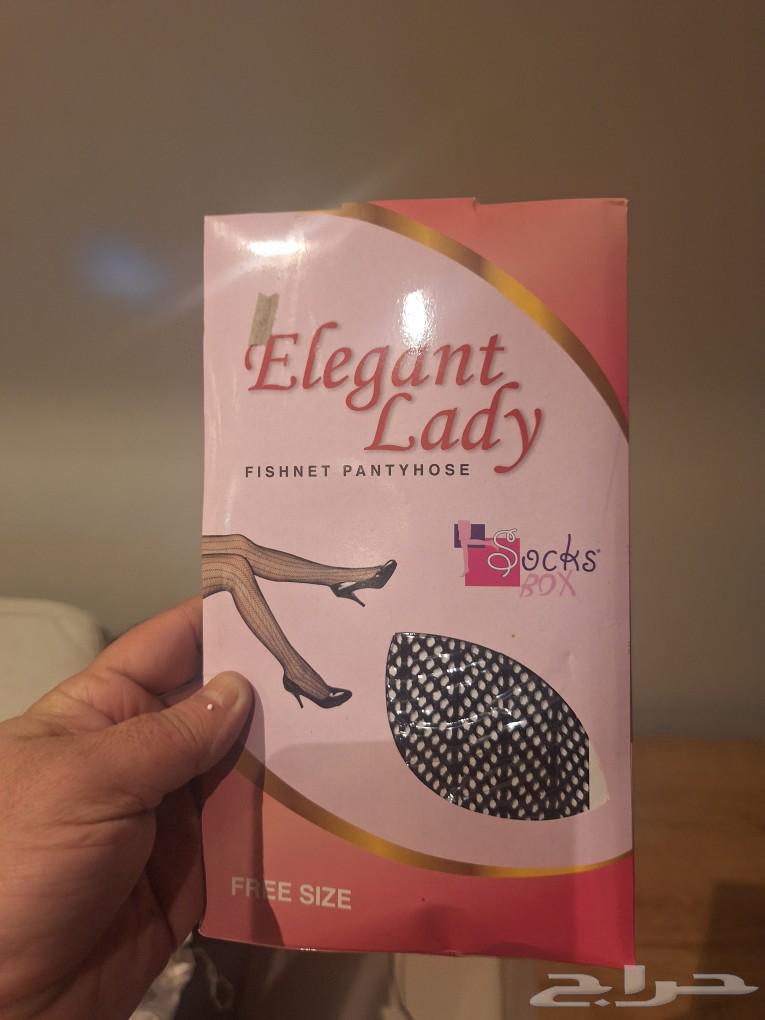 Elegant
Lady
FISHNET PANTYHOSE
Socks
BOX
FREE SIZE
حراج